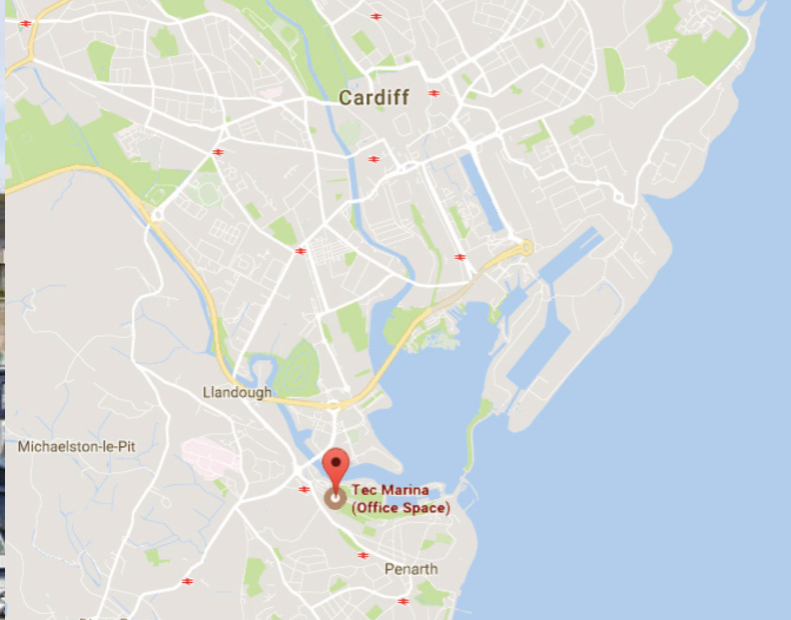 Cardiff
Llandough
Michaelston-le-Pit
Tec Marina
(Office Space)
Penarth